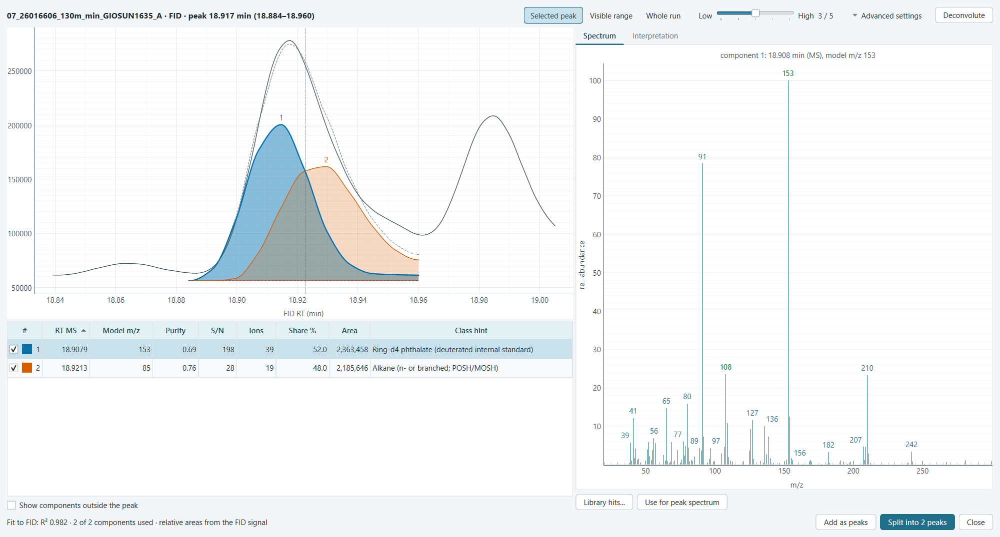 07_26016606_130m_min_GIOSUN1635_A · FID · peak 18.917 min (18.884–18.960)
Selected peak
Visible range
Whole run
Low
High 3 / 5
Advanced settings
Deconvolute
250000
200000
150000
100000
50000
1
2
18.84
18.86
18.88
18.90
18.92
18.94
18.96
18.98
19.00
FID RT (min)
# RT MS Model m/z Purity S/N Ions Share % Area Class hint
1 18.9079 153 0.69 198 39 52.0 2,363,458 Ring-d4 phthalate (deuterated internal standard)
2 18.9213 85 0.76 28 19 48.0 2,185,646 Alkane (n- or branched; POSH/MOSH)
Show components outside the peak
Fit to FID: R² 0.982 · 2 of 2 components used · relative areas from the FID signal
Spectrum
Interpretation
component 1: 18.908 min (MS), model m/z 153
rel. abundance
100
90
80
70
60
50
40
30
20
10
153
91
108
210
80
65
41
127
136
56
77
39
89
97
207
182
242
156
50
100
150
200
250
m/z
Library hits...
Use for peak spectrum
Add as peaks
Split into 2 peaks
Close